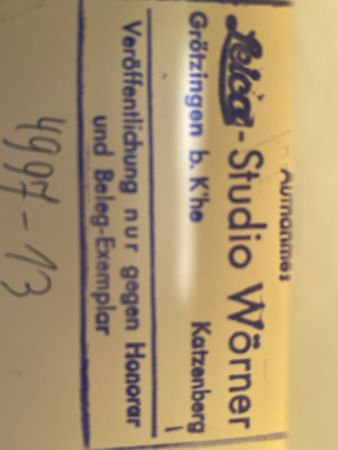 Aufnahme:
Leica-Studio Wörner
Grötzingen b. K'he Katzenberg 1
Veröffentlichung nur gegen Honorar
und Beleg-Exemplar
4997-13